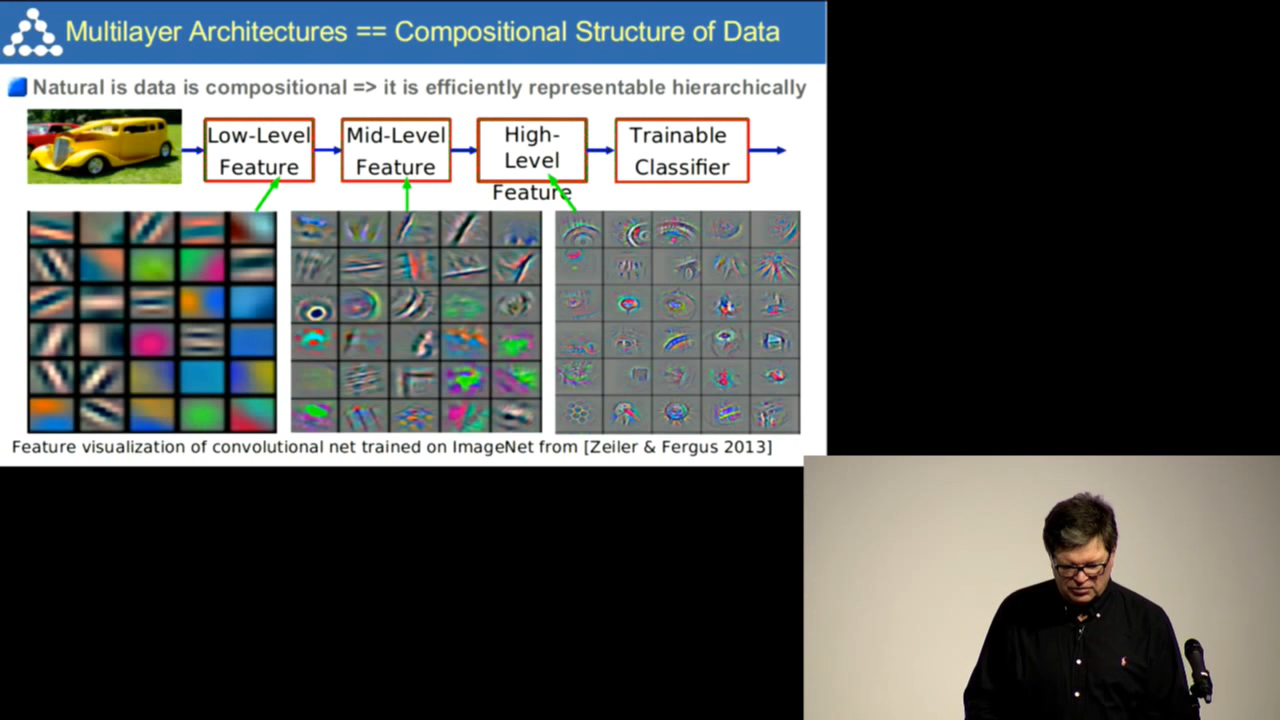 Multilayer Architectures == Compositional Structure of Data
Natural is data is compositional => it is efficiently representable hierarchically
Low-Level
Feature
Mid-Level
Feature
High-
Level
Feature
Trainable
Classifier
Feature visualization of convolutional net trained on ImageNet from [Zeiler & Fergus 2013]